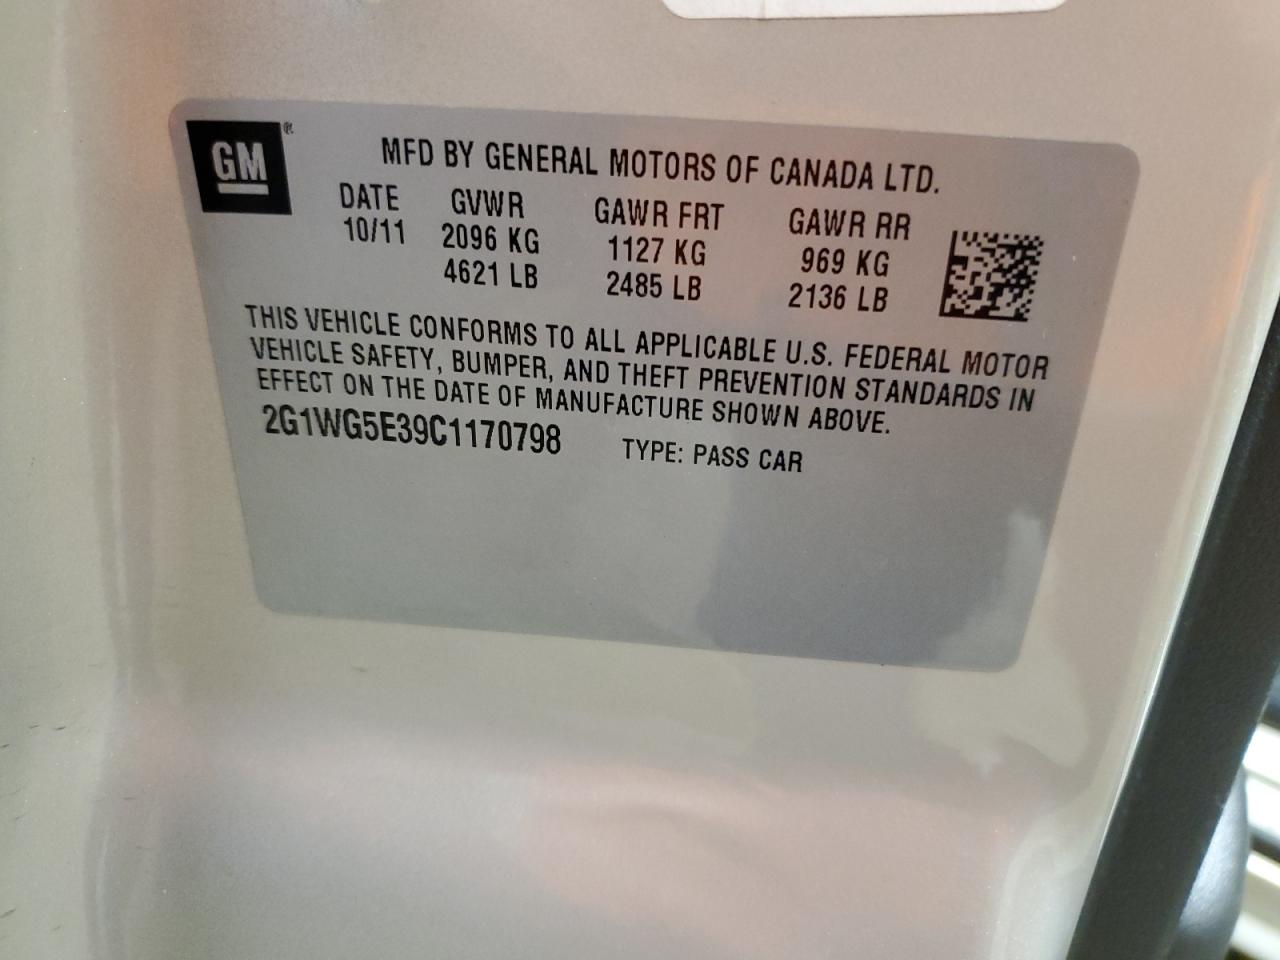 GM®
MFD BY GENERAL MOTORS OF CANADA LTD.
DATE GVWR GAWR FRT GAWR RR
10/11 2096 KG 1127 KG 969 KG
4621 LB 2485 LB 2136 LB
THIS VEHICLE CONFORMS TO ALL APPLICABLE U.S. FEDERAL MOTOR
VEHICLE SAFETY, BUMPER, AND THEFT PREVENTION STANDARDS IN
EFFECT ON THE DATE OF MANUFACTURE SHOWN ABOVE.
2G1WG5E39C1170798 TYPE: PASS CAR